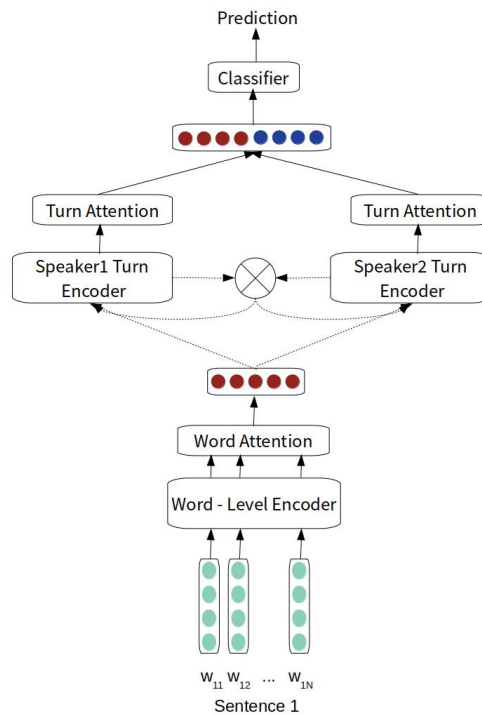 Prediction
Classifier
Turn Attention Turn Attention
Speaker1 Turn Speaker2 Turn
Encoder Encoder
Word Attention
Word - Level Encoder
w11 w12 ... w1N
Sentence 1